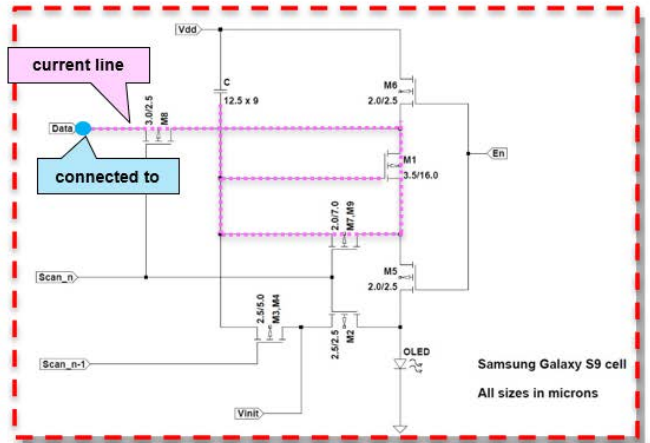 Vdd
current line
C
12.5 x 9
M6
2.0/2.5
3.0/2.5
M8
Data
connected to
M1
3.5/16.0
En
2.0/7.0
M7,M9
Scan_n
M5
2.0/2.5
2.5/5.0
M3,M4
2.5/2.5
M2
OLED
Scan_n-1
Samsung Galaxy S9 cell
All sizes in microns
Vinit